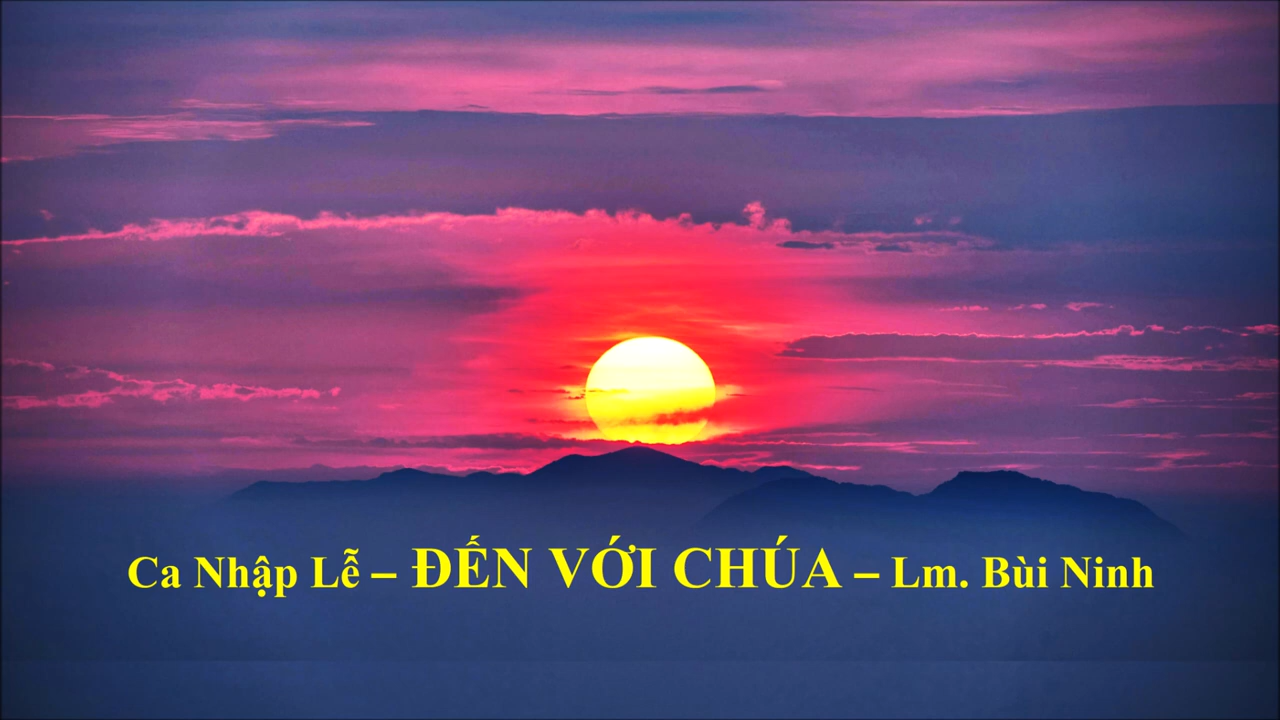 Ca Nhập Lễ – ĐẾN VỚI CHÚA – Lm. Bùi Ninh